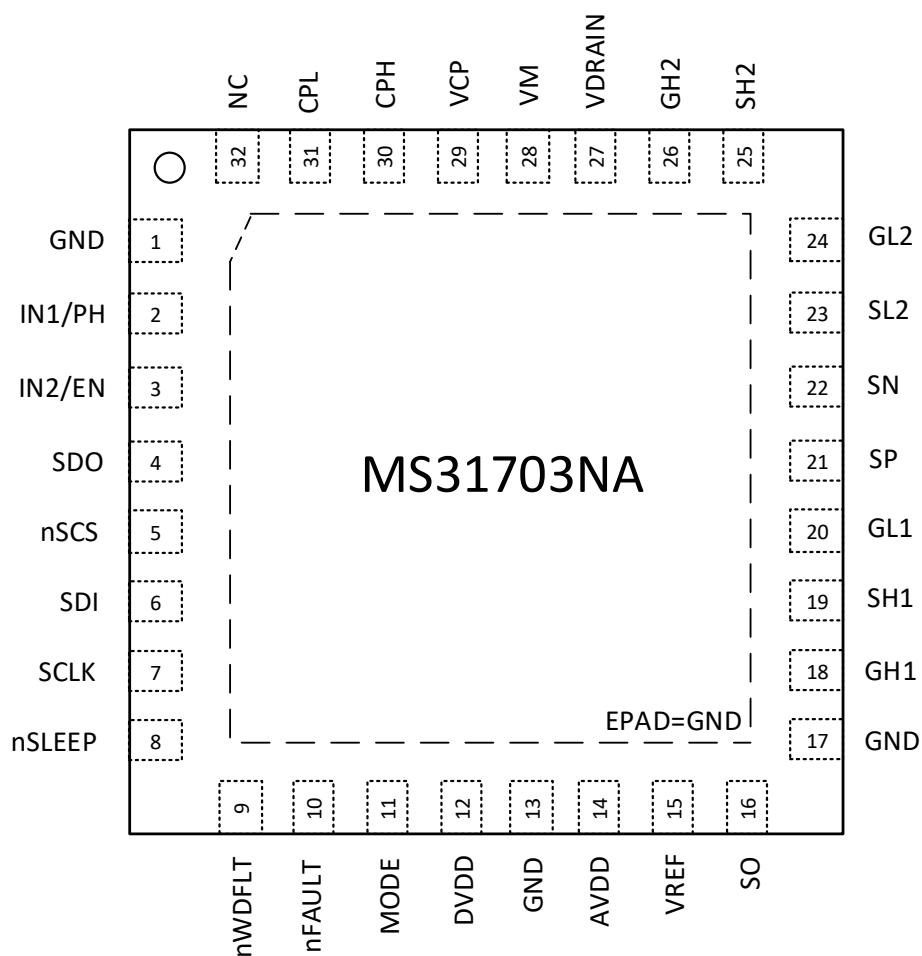 NC
CPL
CPH
VCP
VM
VDRAIN
GH2
SH2
32
31
30
29
28
27
26
25
GND 1
IN1/PH 2
IN2/EN 3
SDO 4
nSCS 5
SDI 6
SCLK 7
nSLEEP 8
MS31703NA
EPAD=GND
24 GL2
23 SL2
22 SN
21 SP
20 GL1
19 SH1
18 GH1
17 GND
9
10
11
12
13
14
15
16
nWDFLT
nFAULT
MODE
DVDD
GND
AVDD
VREF
SO